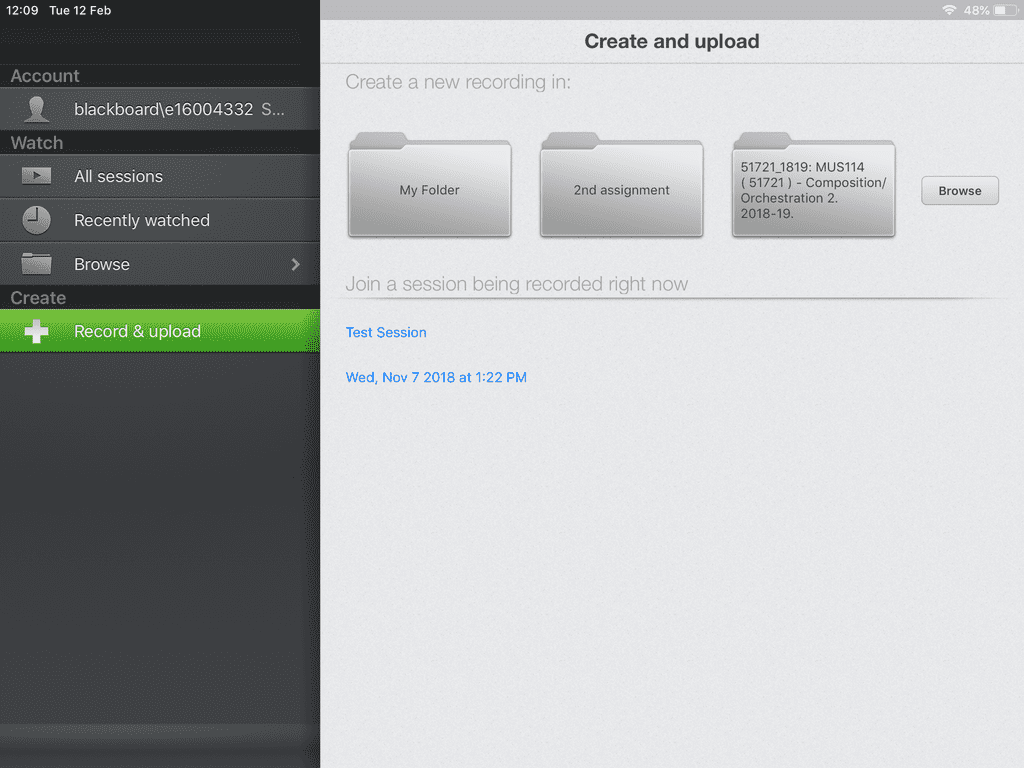 12:09 Tue 12 Feb
48%
Account
blackboard\e16004332 S...
Watch
All sessions
Recently watched
Browse
Create
Record & upload
Create and upload
Create a new recording in:
My Folder
2nd assignment
51721_1819: MUS114
( 51721 ) - Composition/
Orchestration 2.
2018-19.
Browse
Join a session being recorded right now
Test Session
Wed, Nov 7 2018 at 1:22 PM